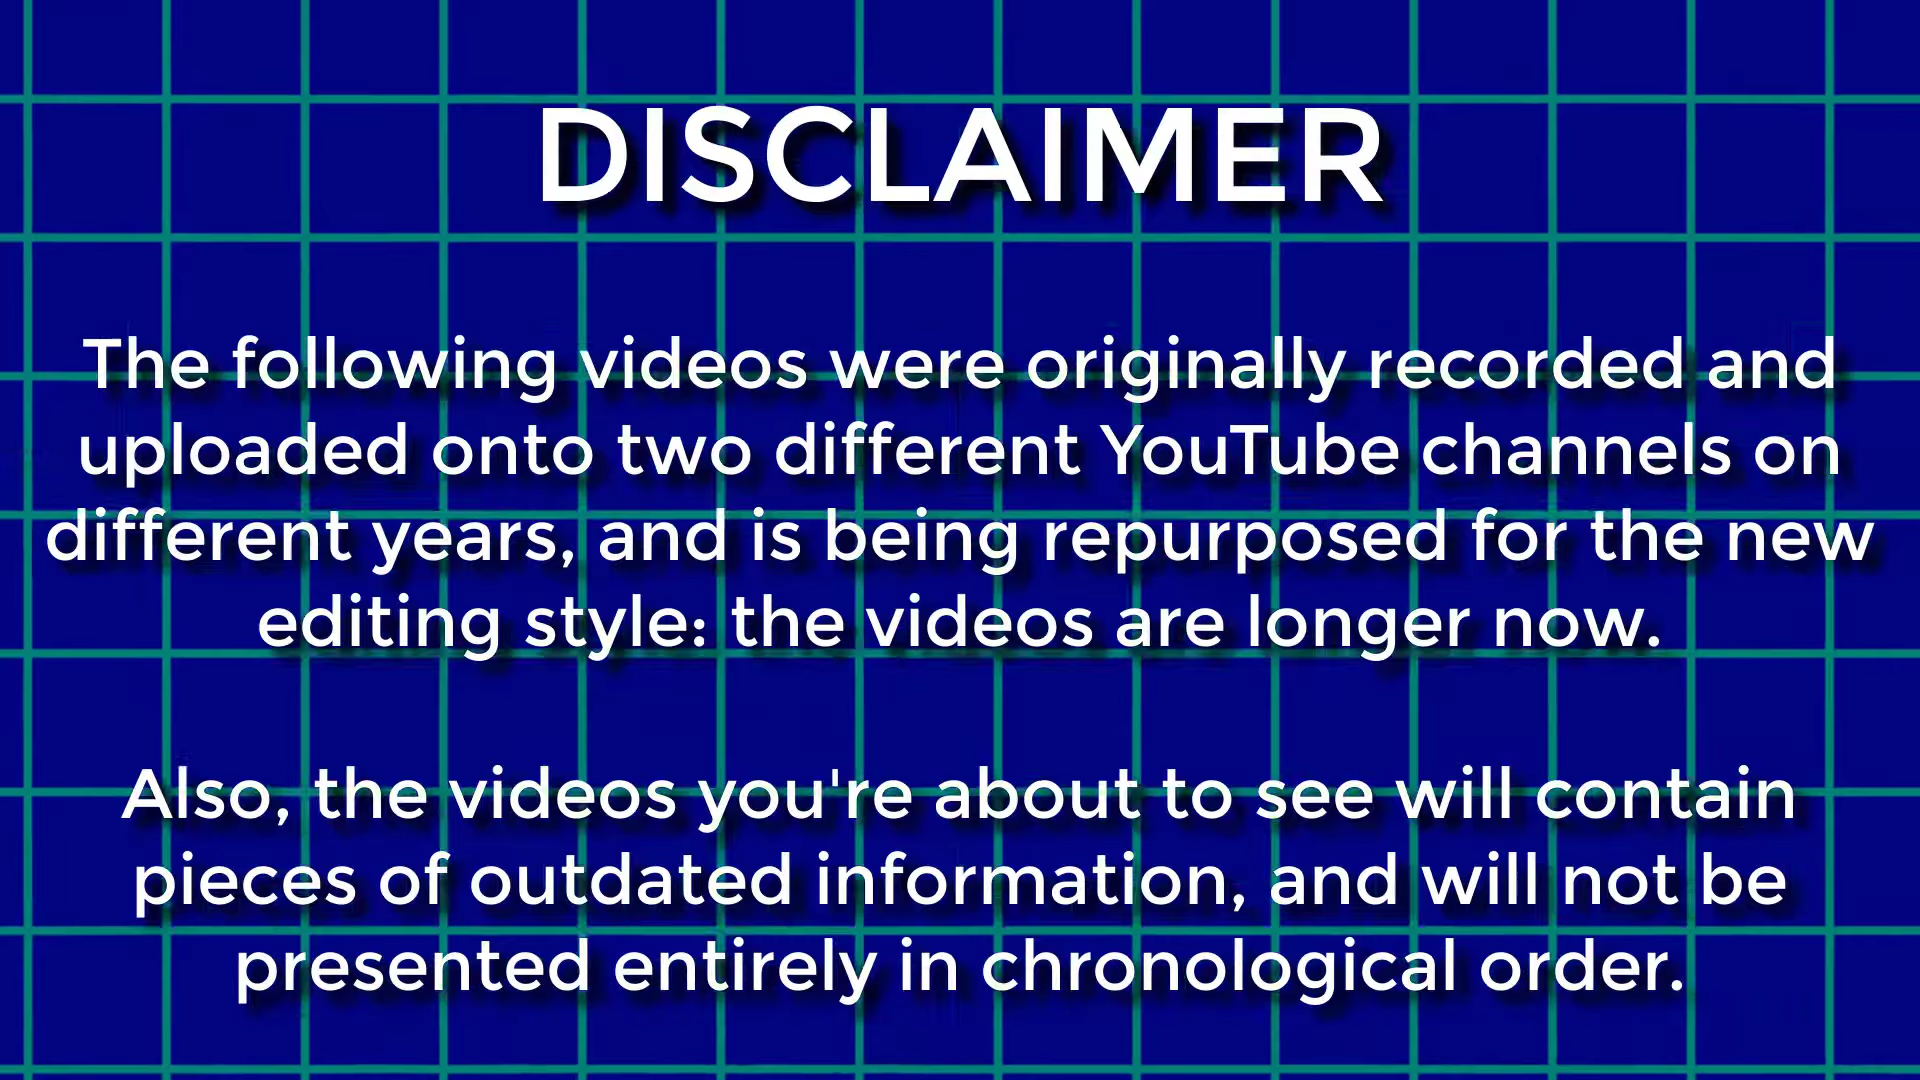 DISCLAIMER
The following videos were originally recorded and
uploaded onto two different YouTube channels on
different years, and is being repurposed for the new
editing style: the videos are longer now.
Also, the videos you're about to see will contain
pieces of outdated information, and will not be
presented entirely in chronological order.